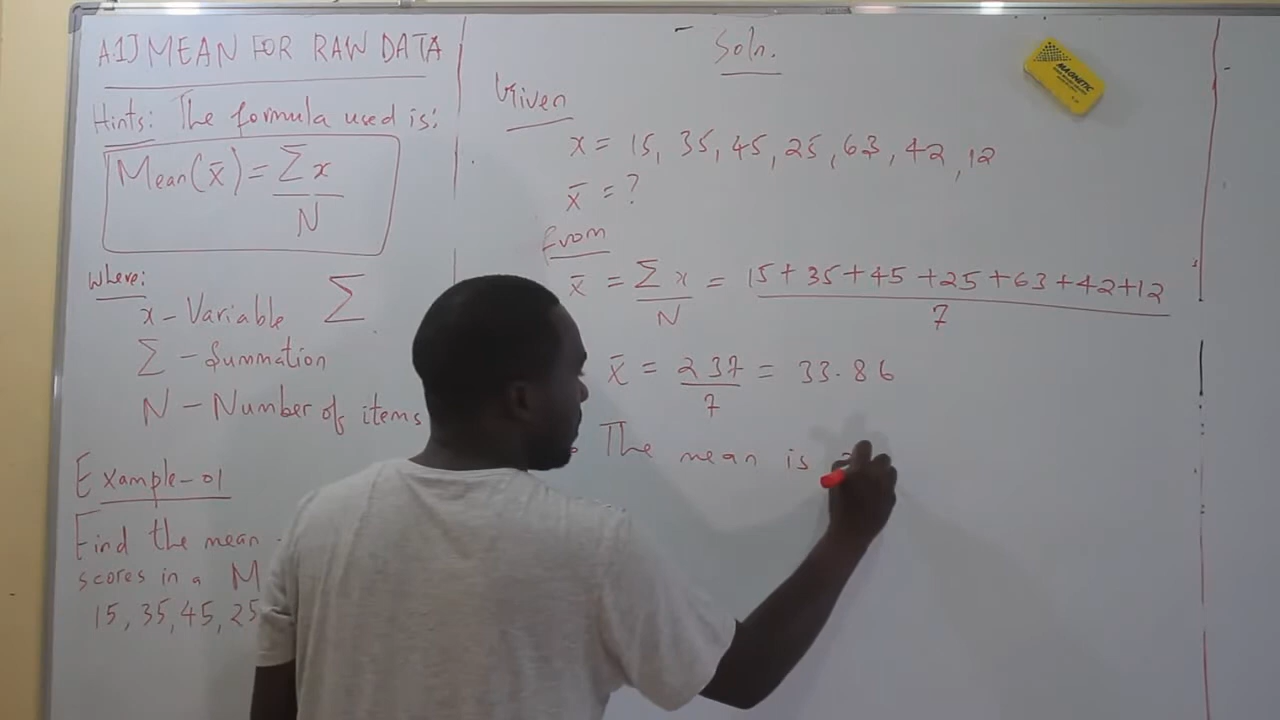 A.1] MEAN FOR RAW DATA
Hints: The formula used is:
Mean(x̄) = Σx
N
where:
x - Variable Σ
Σ - Summation
N - Number of items
Example-01
Find the mean
scores in a M
15, 35, 45, 25
Soln.
Given
x = 15, 35, 45, 25, 63, 42, 12
x̄ = ?
from
x̄ = Σx = 15+35+45+25+63+42+12
N 7
x̄ = 237 = 33.86
7
The mean is
MAGNETIC